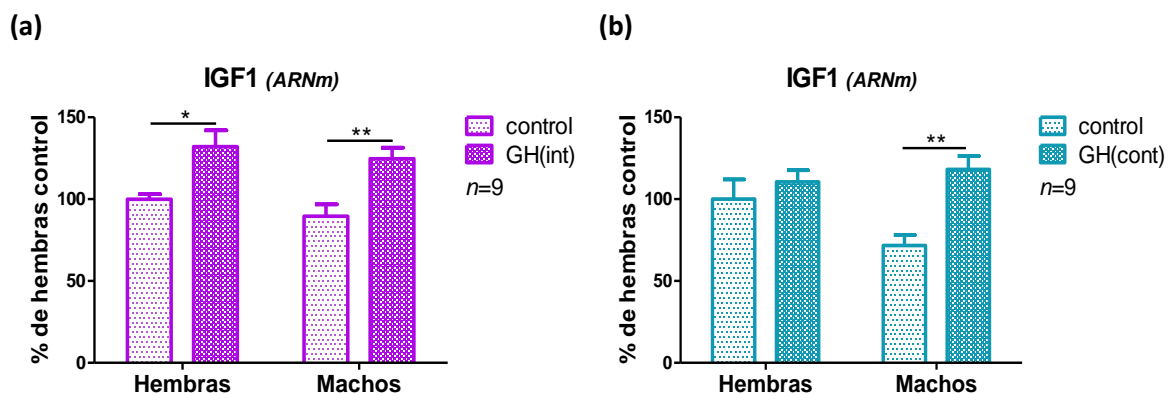 (a)
IGF1 (ARNm)
% de hembras control
150
100
50
0
*
**
Hembras
Machos
control
GH(int)
n=9
(b)
IGF1 (ARNm)
% de hembras control
150
100
50
0
**
Hembras
Machos
control
GH(cont)
n=9